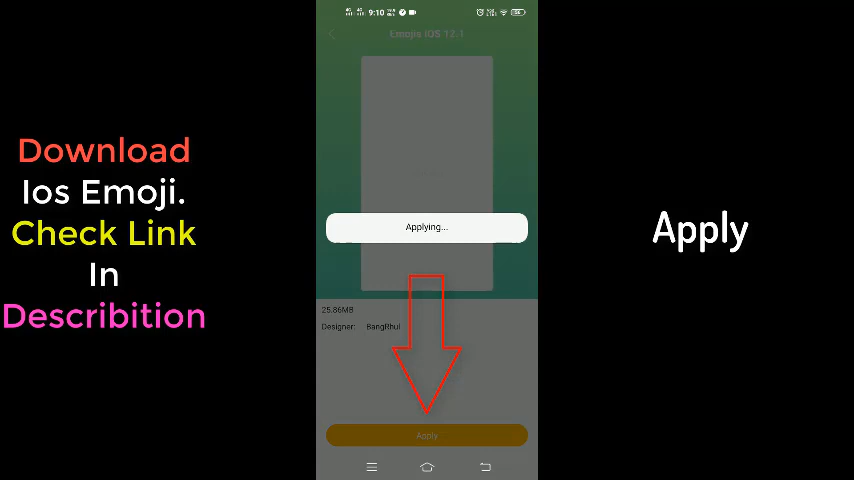 9:10
Emojis iOS 12.1
Download
Ios Emoji.
Check Link
In
Describition
Applying...
Apply
25.86MB
Designer: BangRhul
Apply